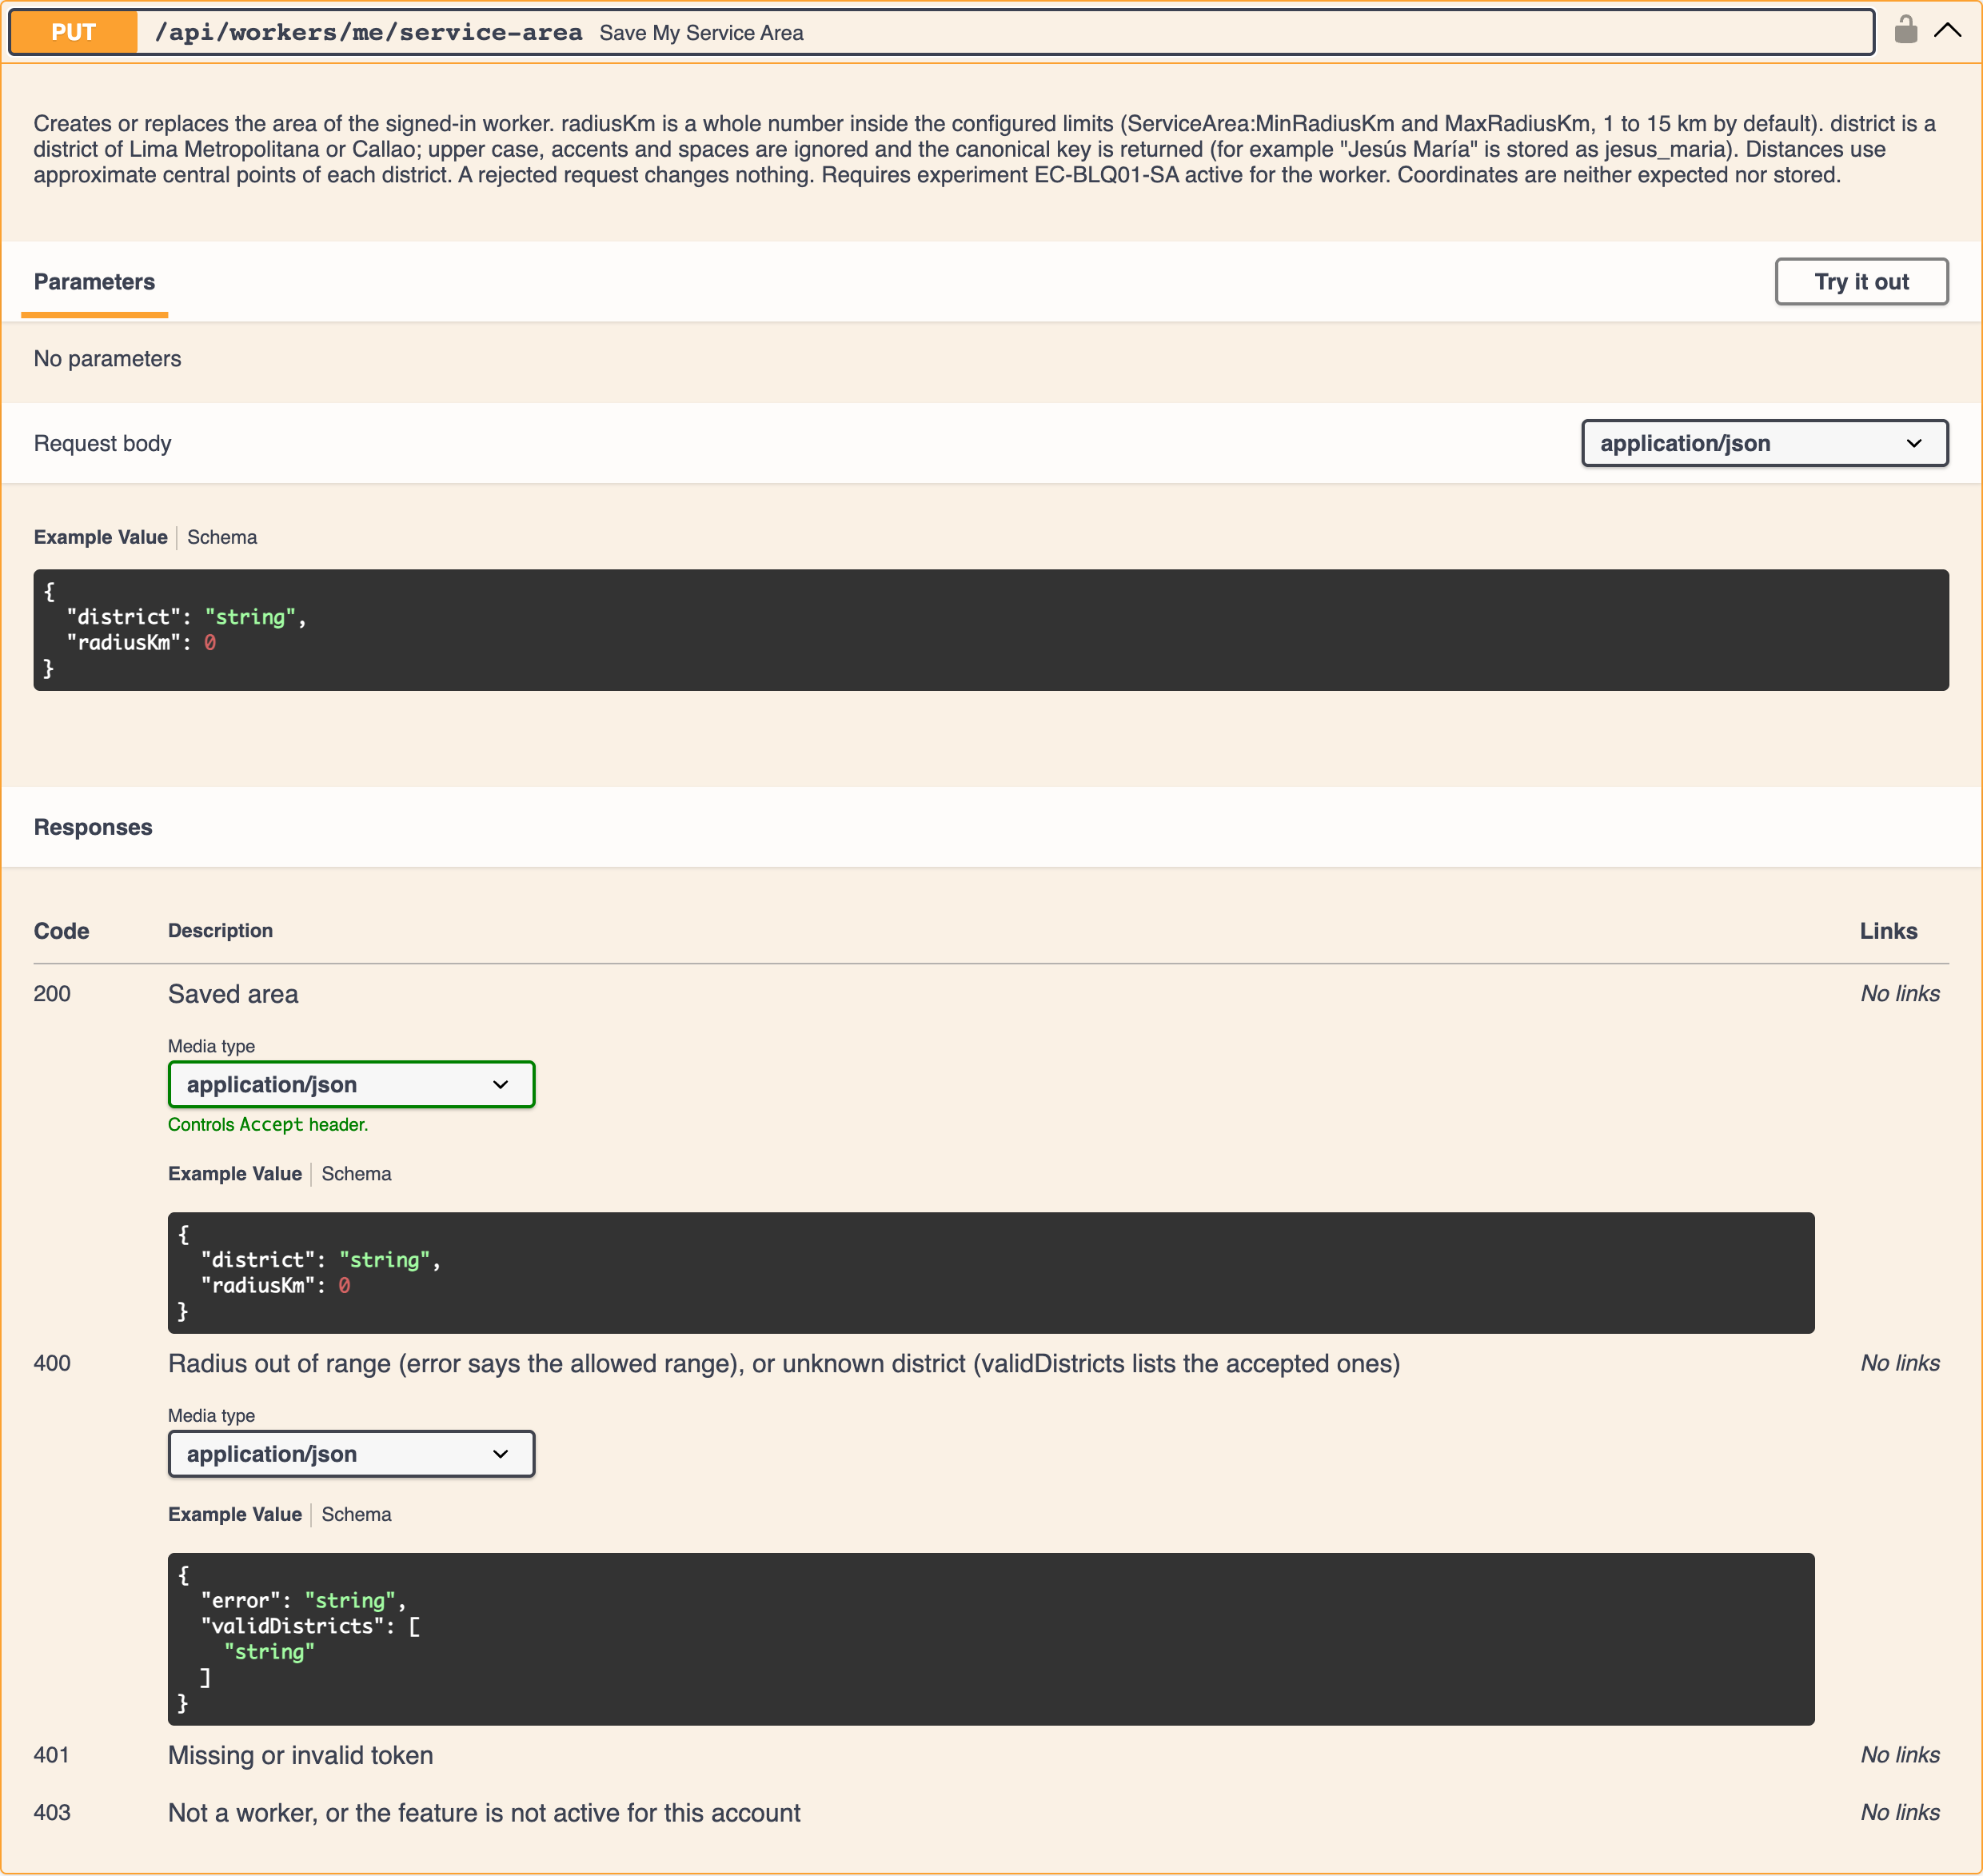 PUT /api/workers/me/service-area Save My Service Area
Creates or replaces the area of the signed-in worker. radiusKm is a whole number inside the configured limits (ServiceArea:MinRadiusKm and MaxRadiusKm, 1 to 15 km by default). district is a
district of Lima Metropolitana or Callao; upper case, accents and spaces are ignored and the canonical key is returned (for example "Jesús María" is stored as jesus_maria). Distances use
approximate central points of each district. A rejected request changes nothing. Requires experiment EC-BLQ01-SA active for the worker. Coordinates are neither expected nor stored.
Parameters
Try it out
No parameters
Request body
application/json
Example Value Schema
{
"district": "string",
"radiusKm": 0
}
Responses
Code Description Links
200 Saved area No links
Media type
application/json
Controls Accept header.
Example Value Schema
{
"district": "string",
"radiusKm": 0
}
400 Radius out of range (error says the allowed range), or unknown district (validDistricts lists the accepted ones) No links
Media type
application/json
Example Value Schema
{
"error": "string",
"validDistricts": [
"string"
]
}
401 Missing or invalid token No links
403 Not a worker, or the feature is not active for this account No links